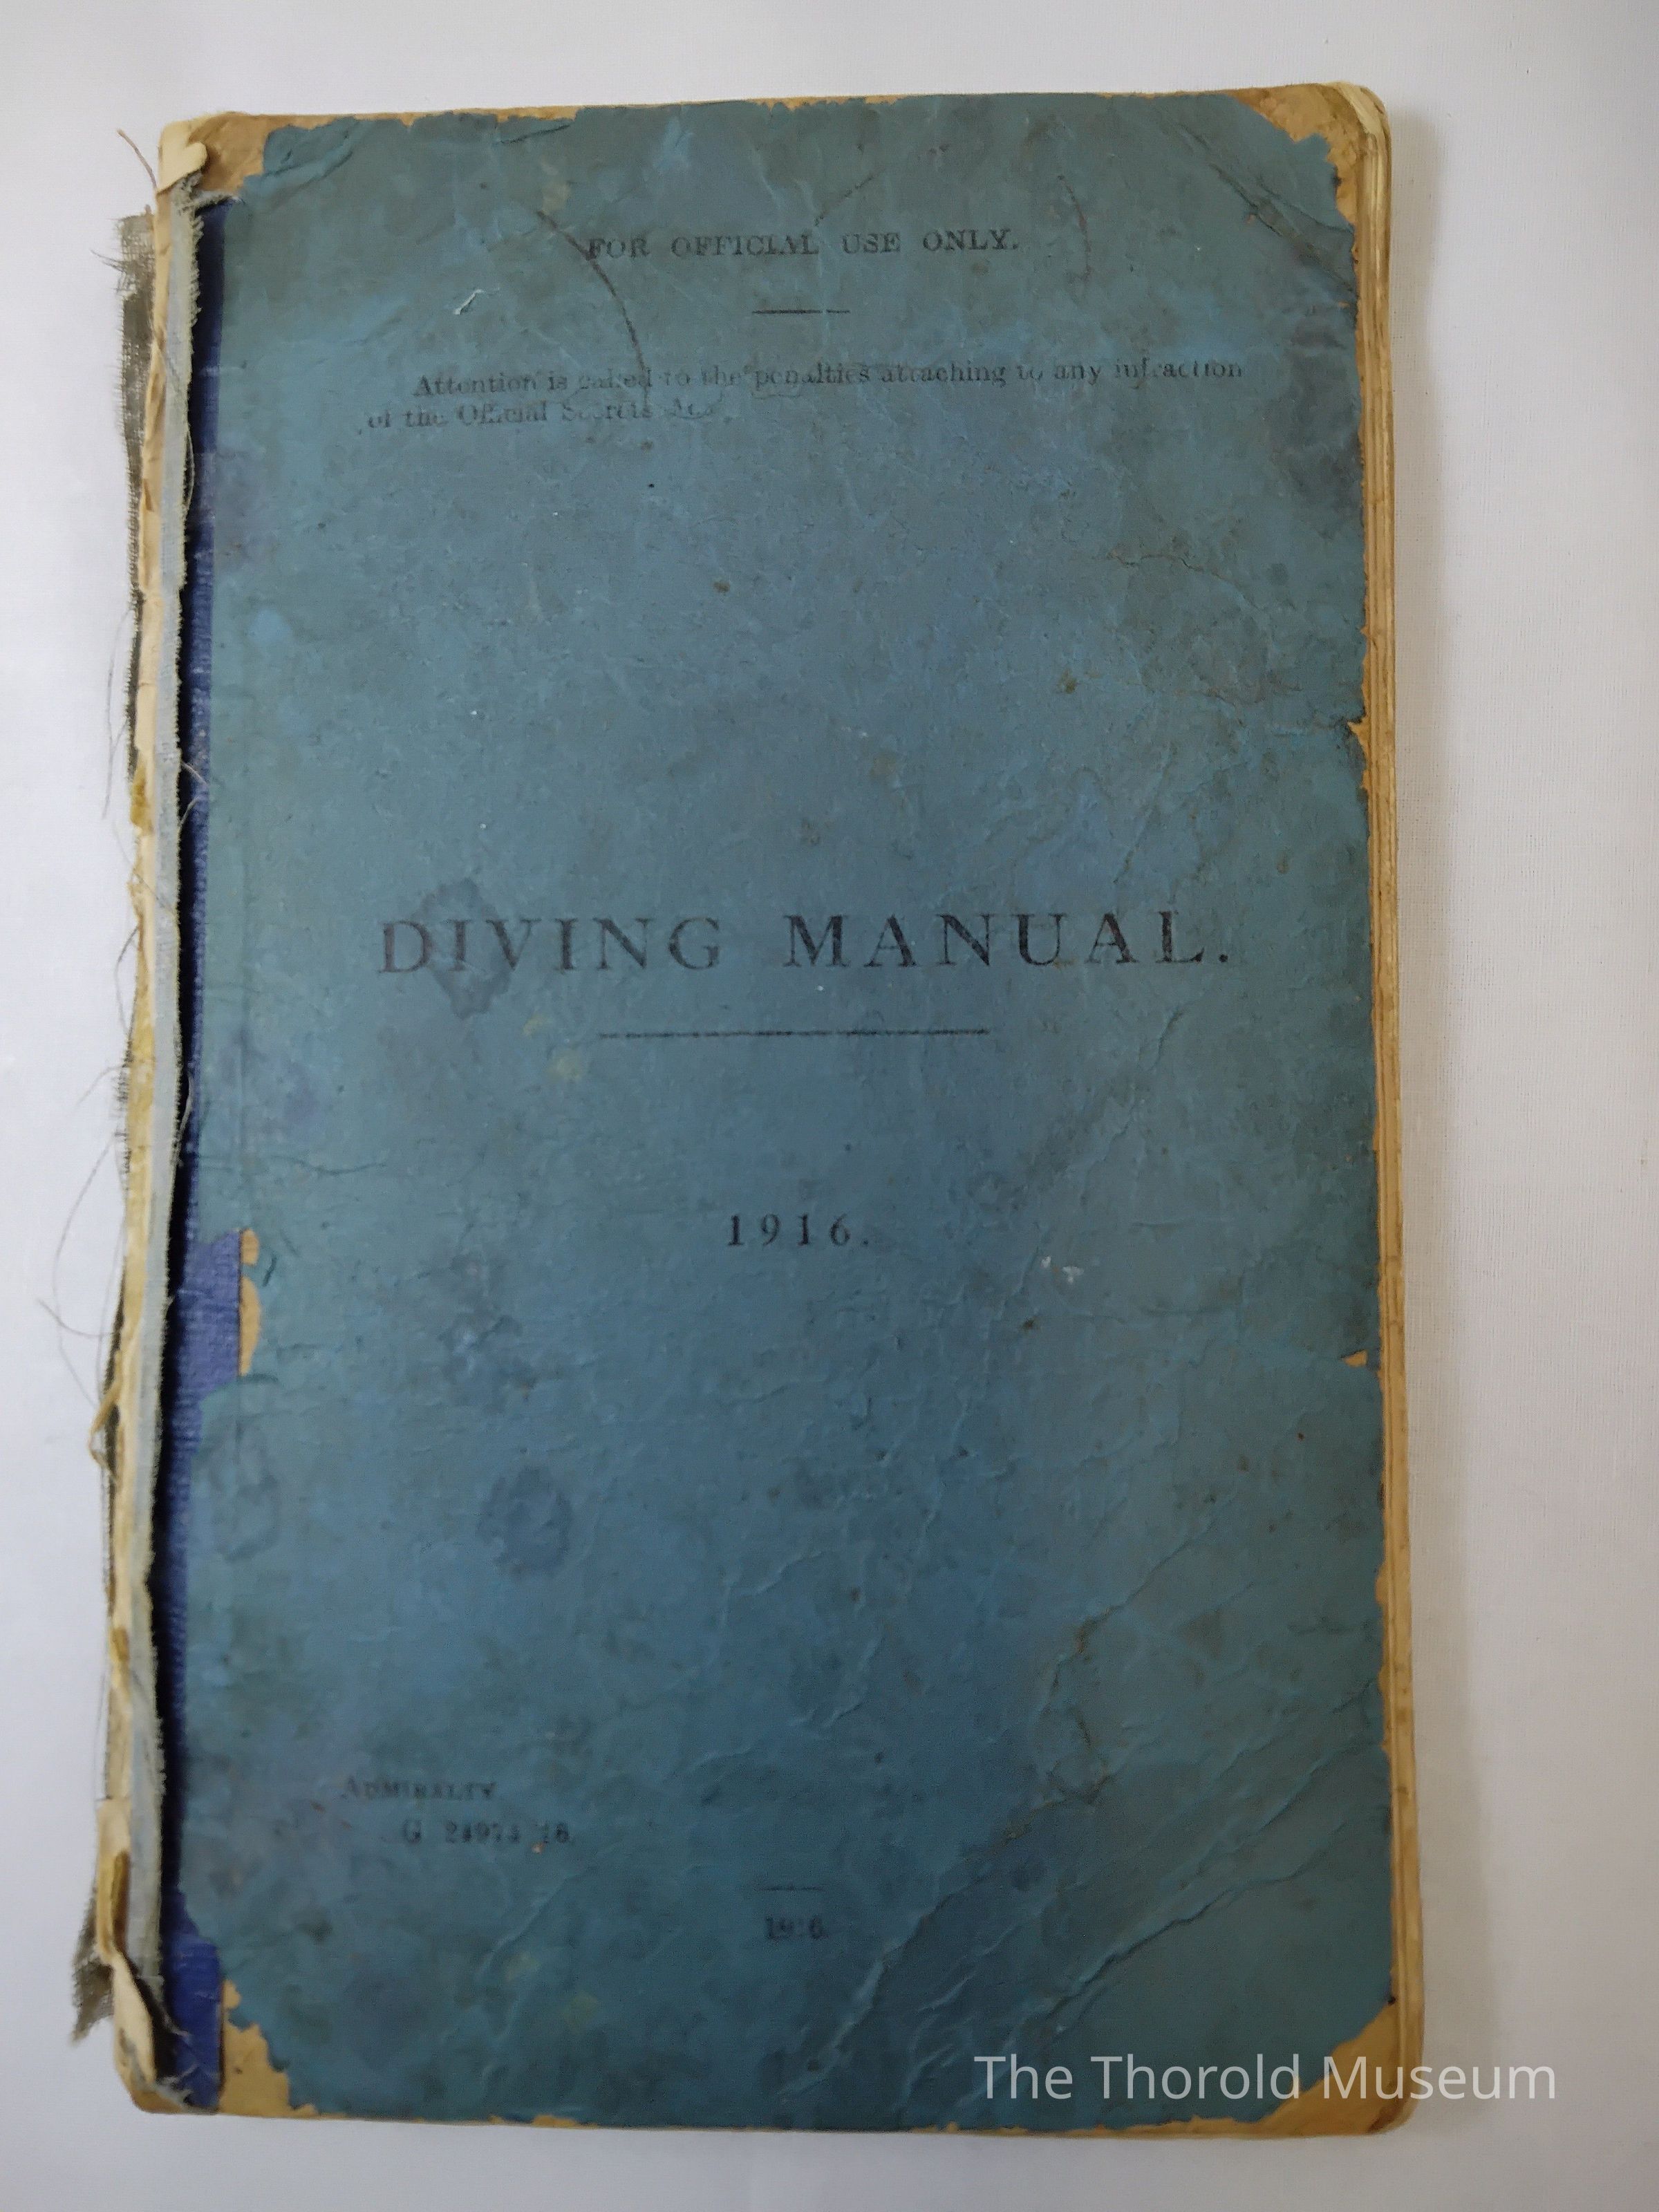 FOR OFFICIAL USE ONLY.
Attention is called to the penalties attaching to any infraction
of the Official Secrets Act.
DIVING MANUAL.
1916.
ADMIRALTY.
G
1916.
The Thorold Museum